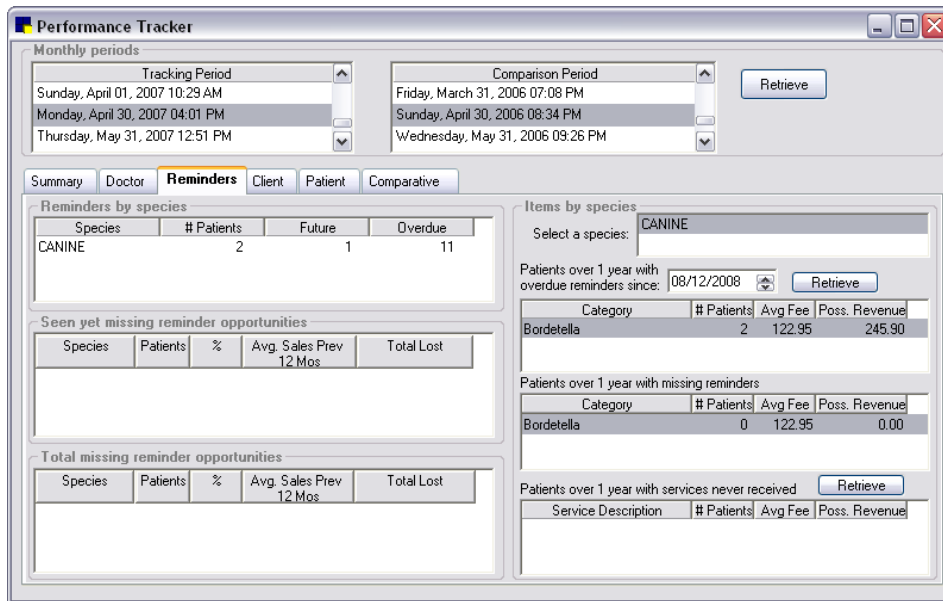 Performance Tracker
Monthly periods
Tracking Period
Sunday, April 01, 2007 10:29 AM
Monday, April 30, 2007 04:01 PM
Thursday, May 31, 2007 12:51 PM
Comparison Period
Friday, March 31, 2006 07:08 PM
Sunday, April 30, 2006 08:34 PM
Wednesday, May 31, 2006 09:26 PM
Retrieve
Summary Doctor Reminders Client Patient Comparative
Reminders by species
Species # Patients Future Overdue
CANINE 2 1 11
Seen yet missing reminder opportunities
Species Patients % Avg. Sales Prev Total Lost
12 Mos
Total missing reminder opportunities
Species Patients % Avg. Sales Prev Total Lost
12 Mos
Items by species
Select a species: CANINE
Patients over 1 year with
overdue reminders since: 08/12/2008 Retrieve
Category # Patients Avg Fee Poss. Revenue
Bordetella 2 122.95 245.90
Patients over 1 year with missing reminders
Category # Patients Avg Fee Poss. Revenue
Bordetella 0 122.95 0.00
Patients over 1 year with services never received Retrieve
Service Description # Patients Avg Fee Poss. Revenue